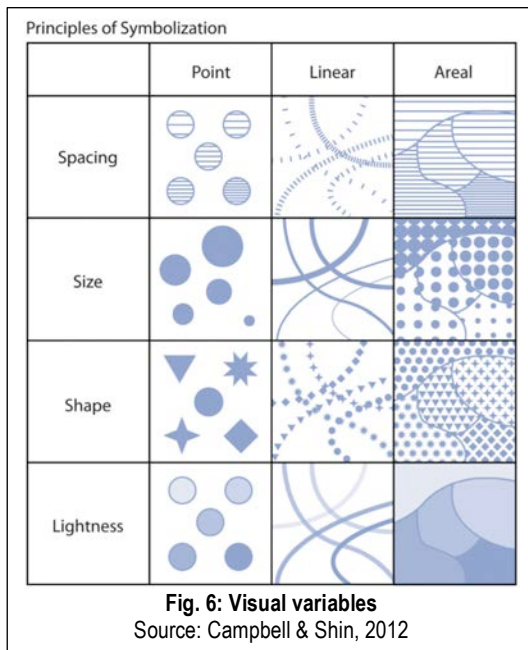 Principles of Symbolization
Point Linear Areal
Spacing
Size
Shape
Lightness
Fig. 6: Visual variables
Source: Campbell & Shin, 2012